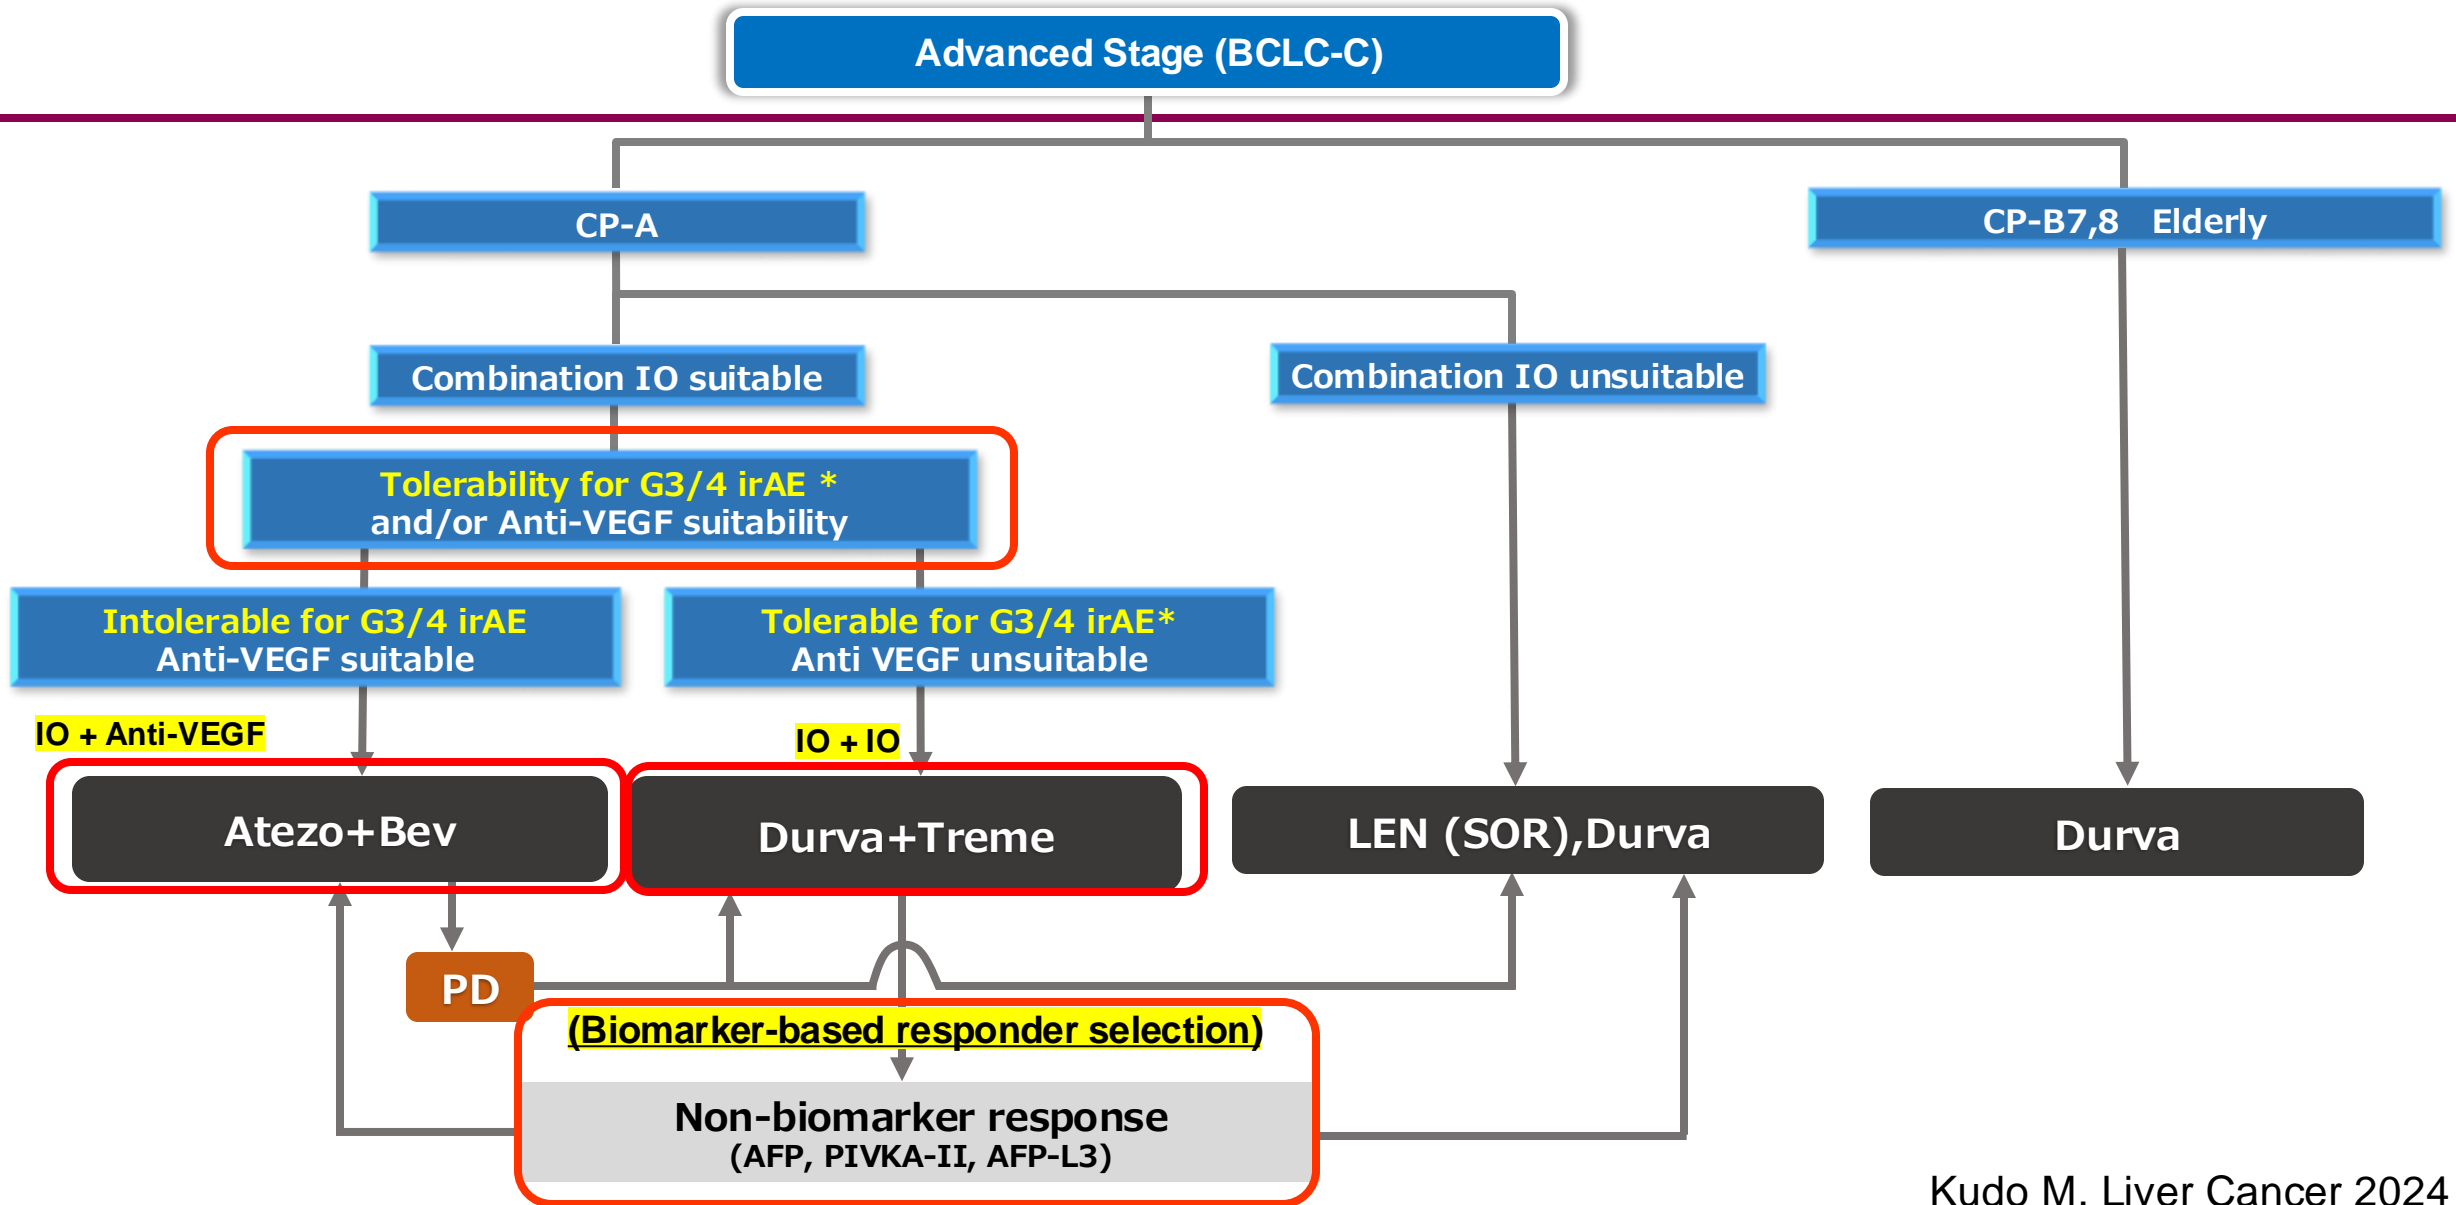 Advanced Stage (BCLC-C)
CP-A
CP-B7,8 Elderly
Combination IO suitable
Combination IO unsuitable
Tolerability for G3/4 irAE *
and/or Anti-VEGF suitability
Intolerable for G3/4 irAE
Anti-VEGF suitable
Tolerable for G3/4 irAE*
Anti VEGF unsuitable
IO + Anti-VEGF
IO + IO
Atezo+Bev
Durva+Treme
LEN (SOR),Durva
Durva
PD
(Biomarker-based responder selection)
Non-biomarker response
(AFP, PIVKA-II, AFP-L3)
Kudo M. Liver Cancer 2024